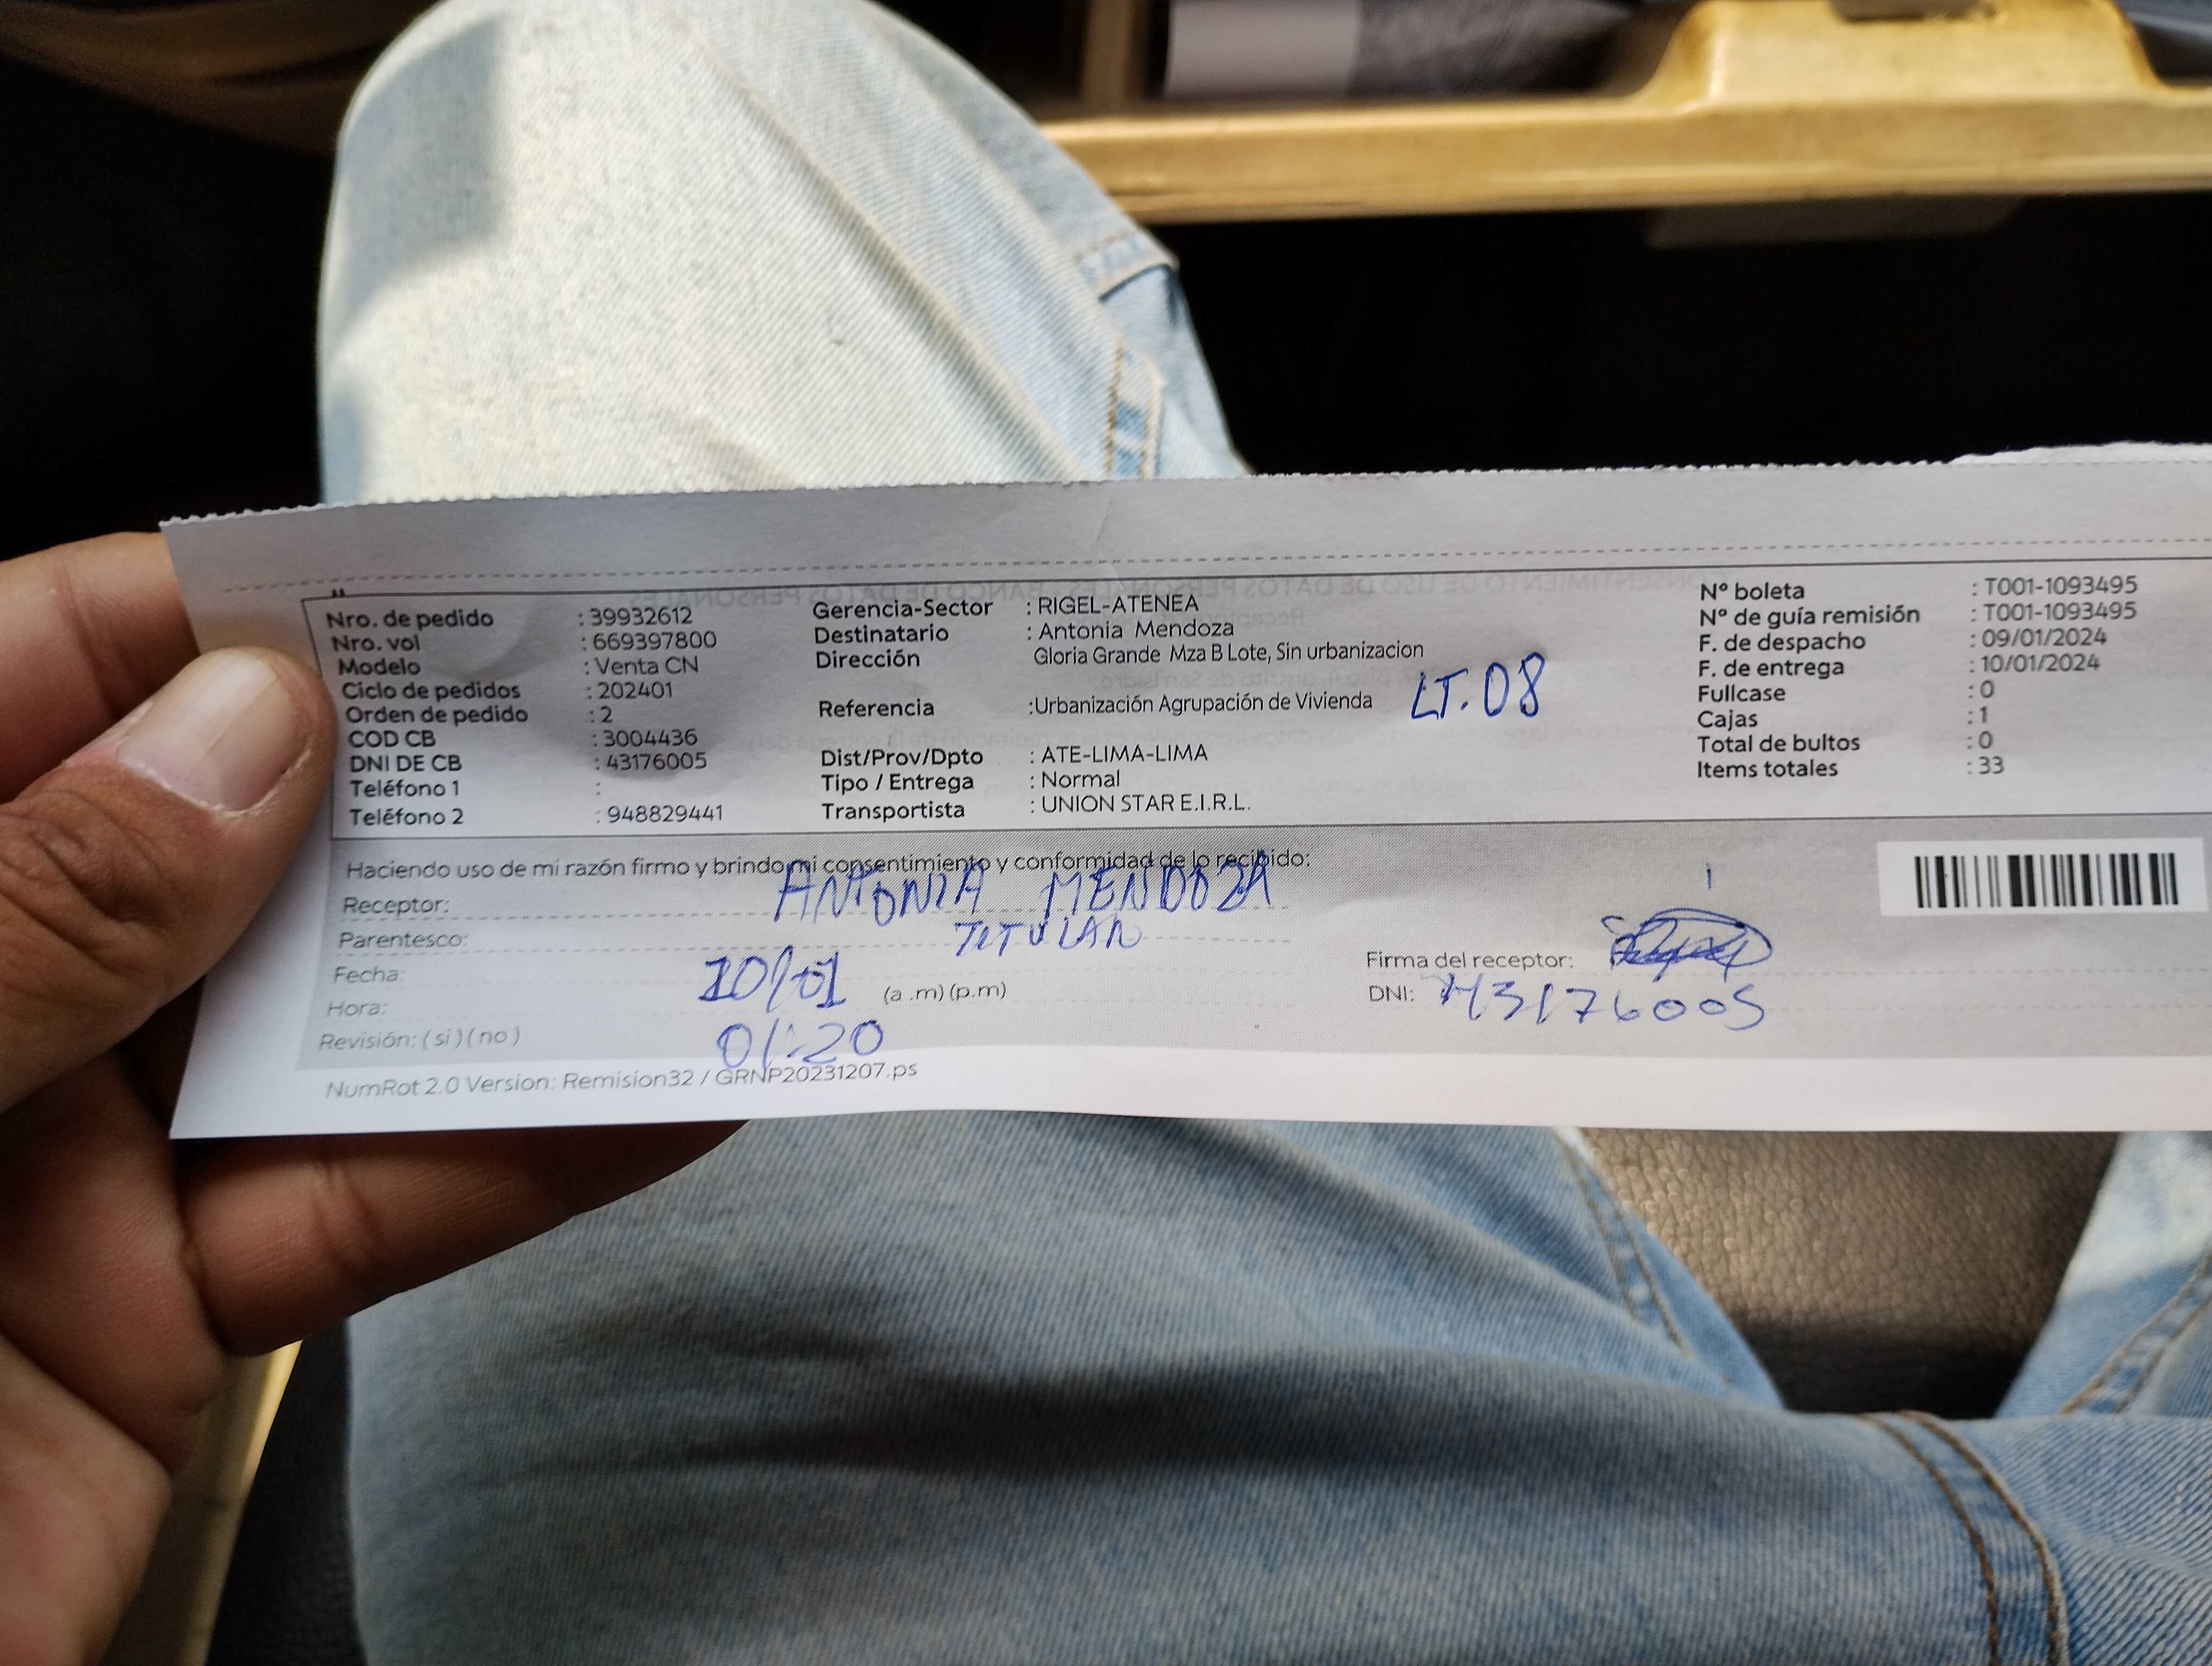 Nro. de pedido : 39932612
Nro. vol : 669397800
Modelo : Venta CN
Ciclo de pedidos : 202401
Orden de pedido : 2
COD CB : 3004436
DNI DE CB : 43176005
Teléfono 1 :
Teléfono 2 : 948829441
Gerencia-Sector : RIGEL-ATENEA
Destinatario : Antonia Mendoza
Dirección Gloria Grande Mza B Lote, Sin urbanizacion
Referencia :Urbanización Agrupación de Vivienda LT. 08
Dist/Prov/Dpto : ATE-LIMA-LIMA
Tipo / Entrega : Normal
Transportista : UNION STAR E.I.R.L.
Nº boleta : T001-1093495
Nº de guía remisión : T001-1093495
F. de despacho : 09/01/2024
F. de entrega : 10/01/2024
Fullcase : 0
Cajas : 1
Total de bultos : 0
Items totales : 33
Haciendo uso de mi razón firmo y brindo mi consentimiento y conformidad de lo recibido:
Receptor: ANTONIA MENDOZA
Parentesco: TITULAR
Fecha: 10/01
Hora: (a .m) (p.m)
Revisión: ( si ) ( no ) 01:20
Firma del receptor:
DNI: 43176005
NumRot 2.0 Version: Remision32 / GRNP20231207.ps